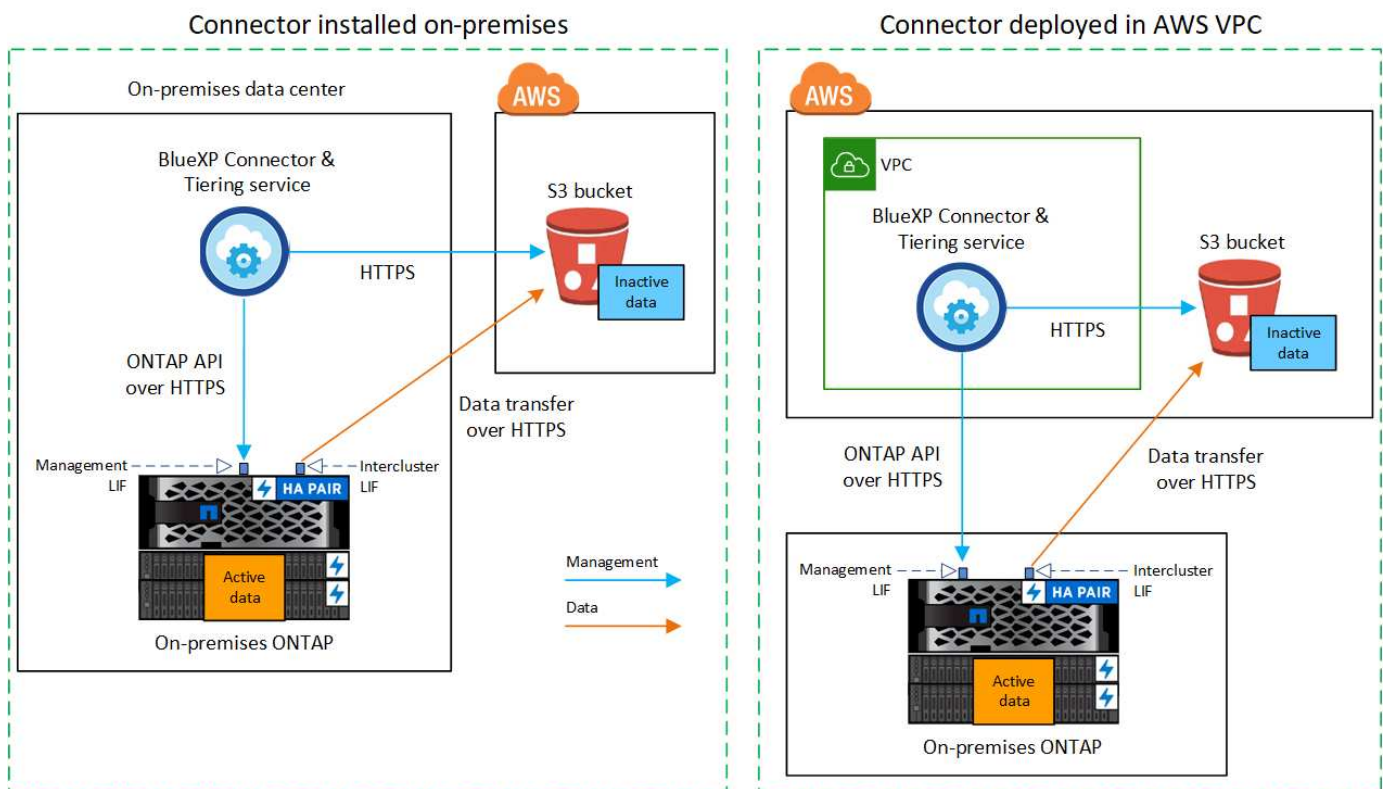 Connector installed on-premises
On-premises data center
AWS
BlueXP Connector &
Tiering service
S3 bucket
HTTPS
Inactive
data
ONTAP API
over HTTPS
Data transfer
over HTTPS
Management
LIF
Intercluster
LIF
HA PAIR
Active
data
On-premises ONTAP
Management
Data
Connector deployed in AWS VPC
AWS
VPC
BlueXP Connector &
Tiering service
S3 bucket
HTTPS
Inactive
data
ONTAP API
over HTTPS
Data transfer
over HTTPS
Management
LIF
Intercluster
LIF
HA PAIR
Active
data
On-premises ONTAP